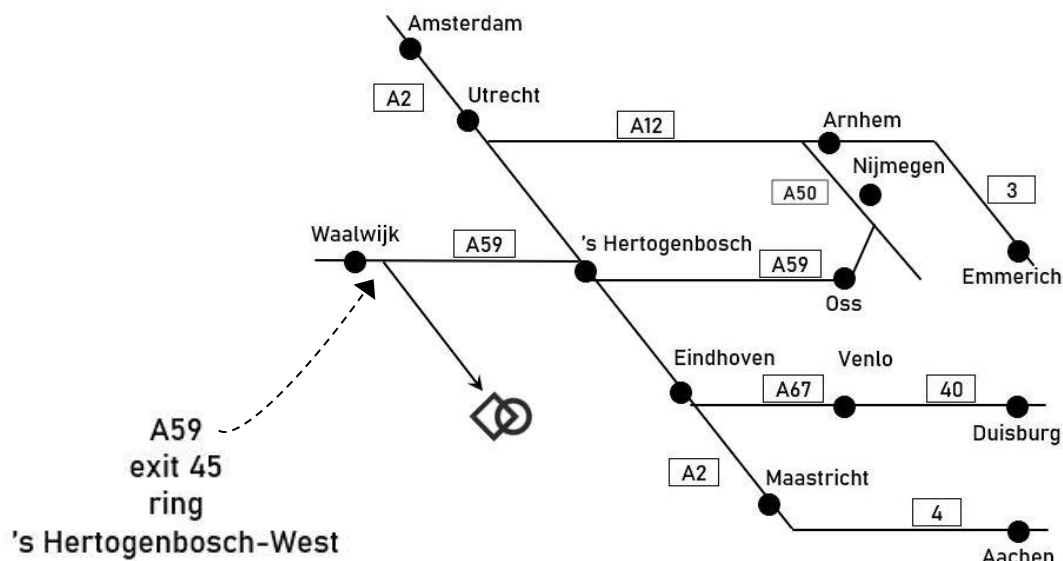 Amsterdam
A2
Utrecht
A12
Arnhem
Nijmegen
A50
3
Waalwijk
A59
's Hertogenbosch
A59
Emmerich
Oss
Eindhoven
Venlo
A67
40
Duisburg
A59
exit 45
ring
's Hertogenbosch-West
A2
Maastricht
4
Aachen